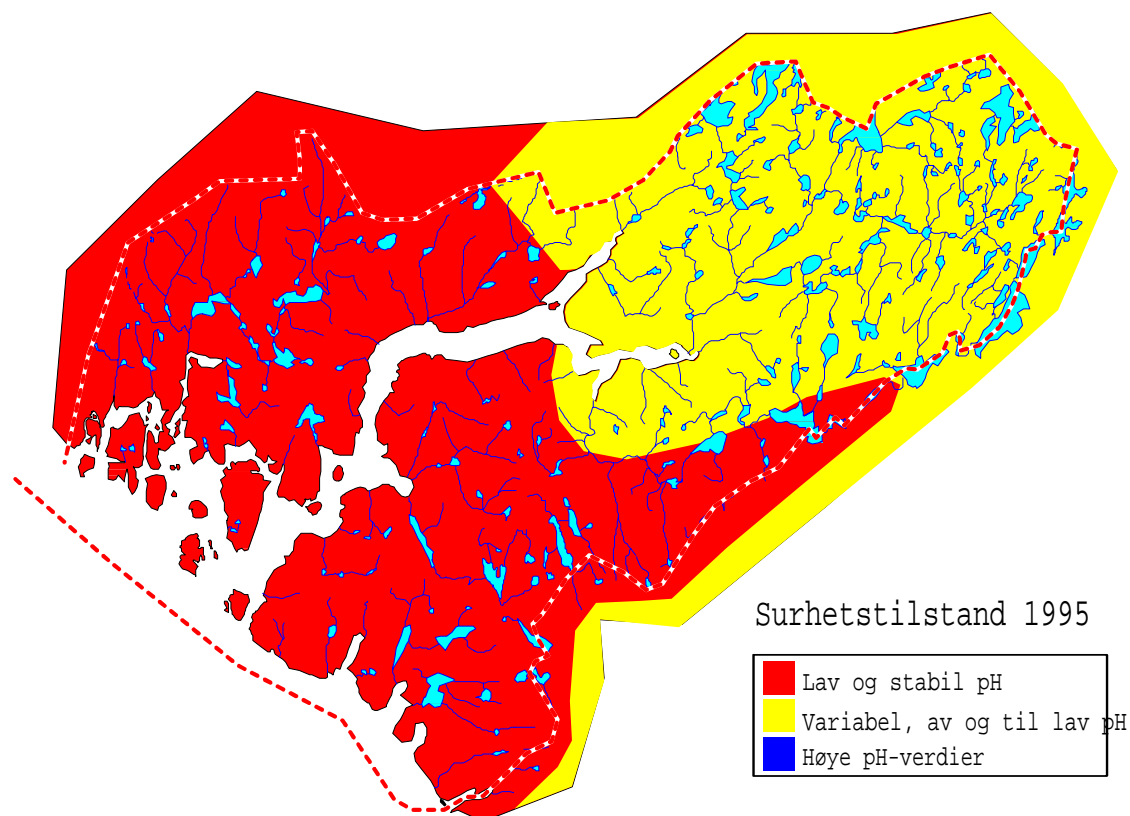 Surhetstilstand 1995
Lav og stabil pH
Variabel, av og til lav pH
Høye pH-verdier